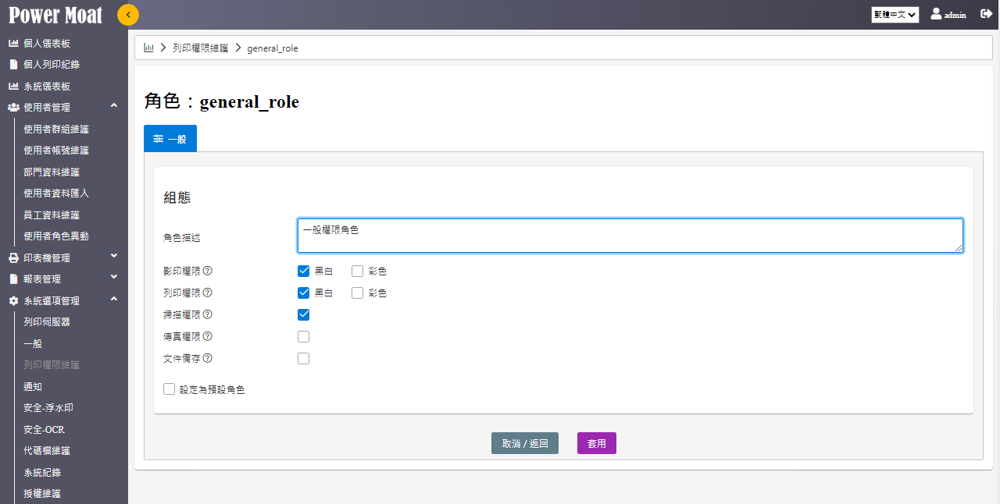 Power Moat
繁體中文
admin
個人儀表板
個人列印紀錄
系統儀表板
使用者管理
使用者群組維護
使用者帳號維護
部門資料維護
使用者資料匯入
員工資料維護
使用者角色異動
印表機管理
報表管理
系統選項管理
列印伺服器
一般
列印權限維護
通知
安全-浮水印
安全-OCR
代碼檔維護
系統紀錄
授權維護
列印權限維護 > general_role
角色：general_role
一般
組態
角色描述 一般權限角色
影印權限 黑白 彩色
列印權限 黑白 彩色
掃描權限
傳真權限
文件備存
設定為預設角色
取消 / 返回 套用